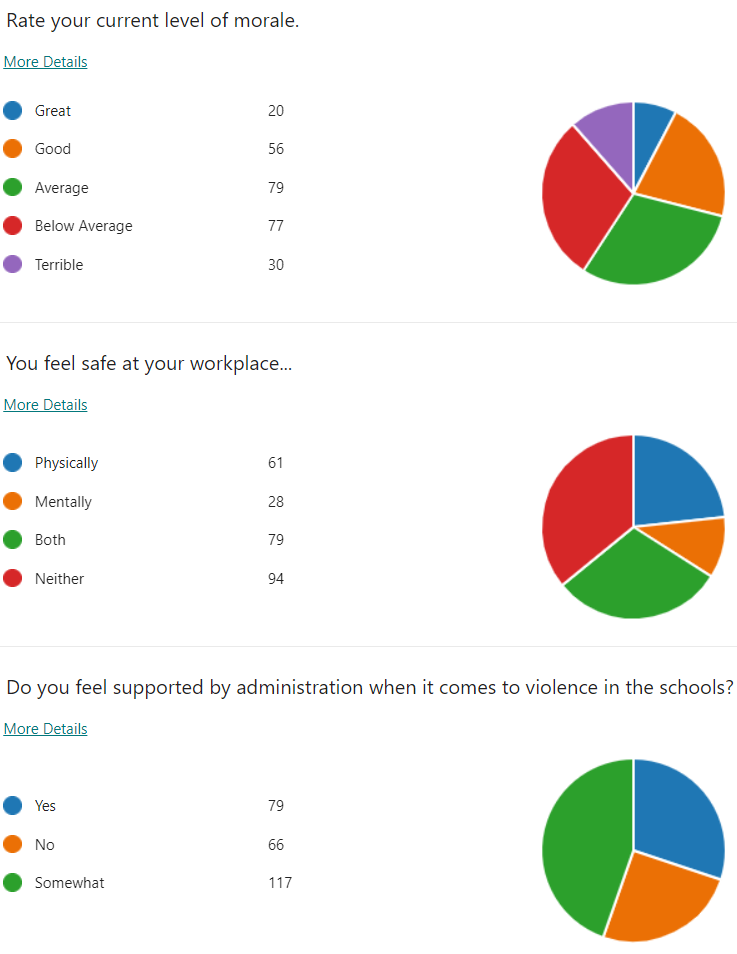 Rate your current level of morale.
More Details
Great 20
Good 56
Average 79
Below Average 77
Terrible 30
You feel safe at your workplace...
More Details
Physically 61
Mentally 28
Both 79
Neither 94
Do you feel supported by administration when it comes to violence in the schools?
More Details
Yes 79
No 66
Somewhat 117